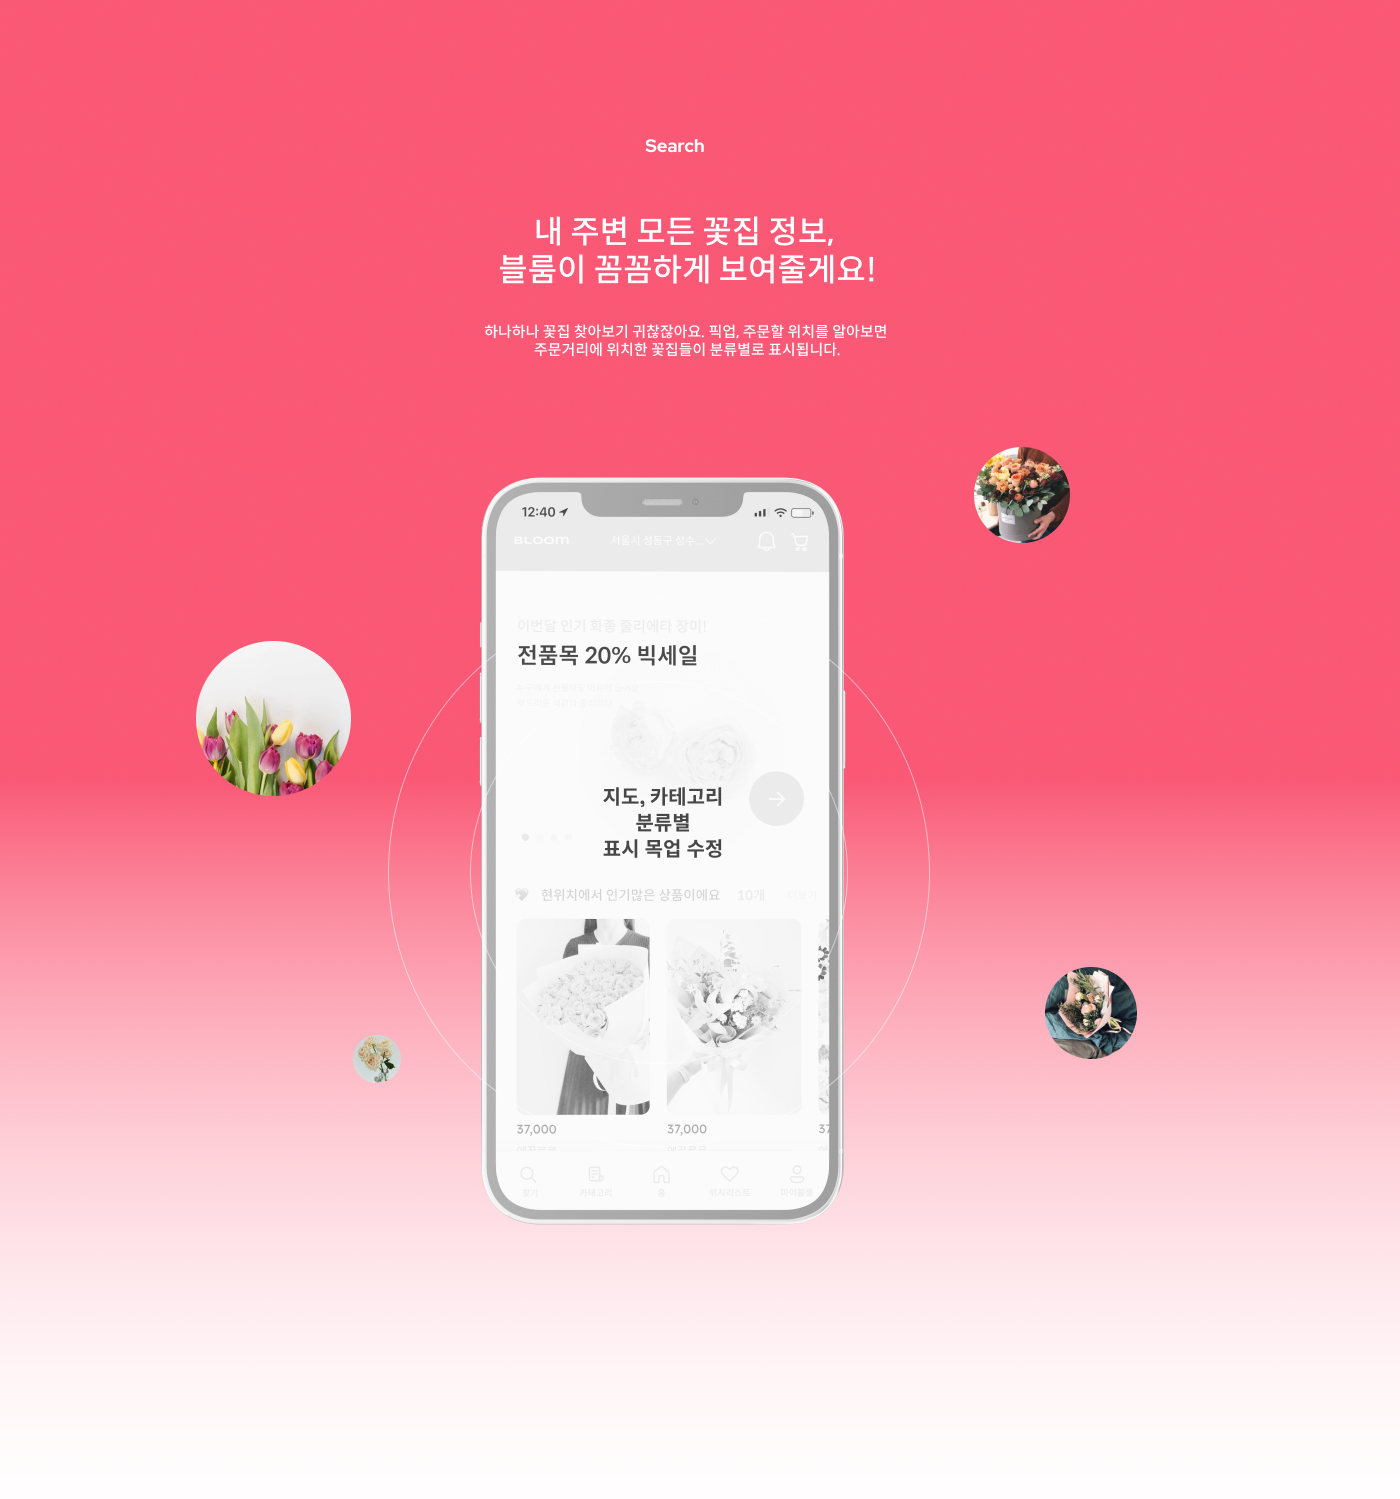 Search
내 주변 모든 꽃집 정보,
블룸이 꼼꼼하게 보여줄게요!
하나하나 꽃집 찾아보기 귀찮잖아요. 픽업, 주문할 위치를 알아보면
주문거리에 위치한 꽃집들이 분류별로 표시됩니다.
12:40
BLOOM 서울시 성동구 성수...
이번달 인기 화종 줄리에타 장미!
전품목 20% 빅세일
지도, 카테고리
분류별
표시 목업 수정
현위치에서 인기많은 상품이에요 10개
37,000 37,000 37
찾기 카테고리 홈 위시리스트 마이블룸